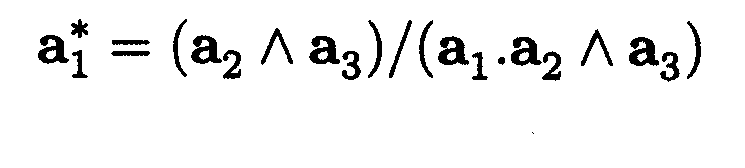 a₁* = (a₂ ∧ a₃)/(a₁.a₂ ∧ a₃)